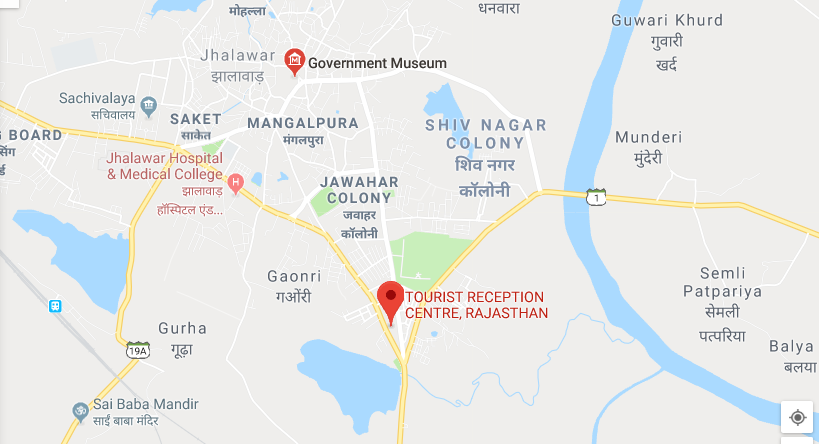 मोहल्ला
धनवारा
Guwari Khurd
गुवारी
खर्द
Jhalawar
झालावाड़
Government Museum
Sachivalaya
सचिवालय
SAKET
साकेत
MANGALPURA
मंगलपुरा
SHIV NAGAR
COLONY
शिव नगर
कॉलोनी
G BOARD
सिंग
र्ड
Munderi
मुंदेरी
Jhalawar Hospital
& Medical College
झालावाड़
हॉस्पिटल एंड...
H
JAWAHAR
COLONY
जवाहर
कॉलोनी
1
Gaonri
गओंरी
Semli
Patpariya
सेमली
पत्परिया
TOURIST RECEPTION
CENTRE, RAJASTHAN
Gurha
गूढ़ा
19A
Balya
बलया
Sai Baba Mandir
साईं बाबा मंदिर